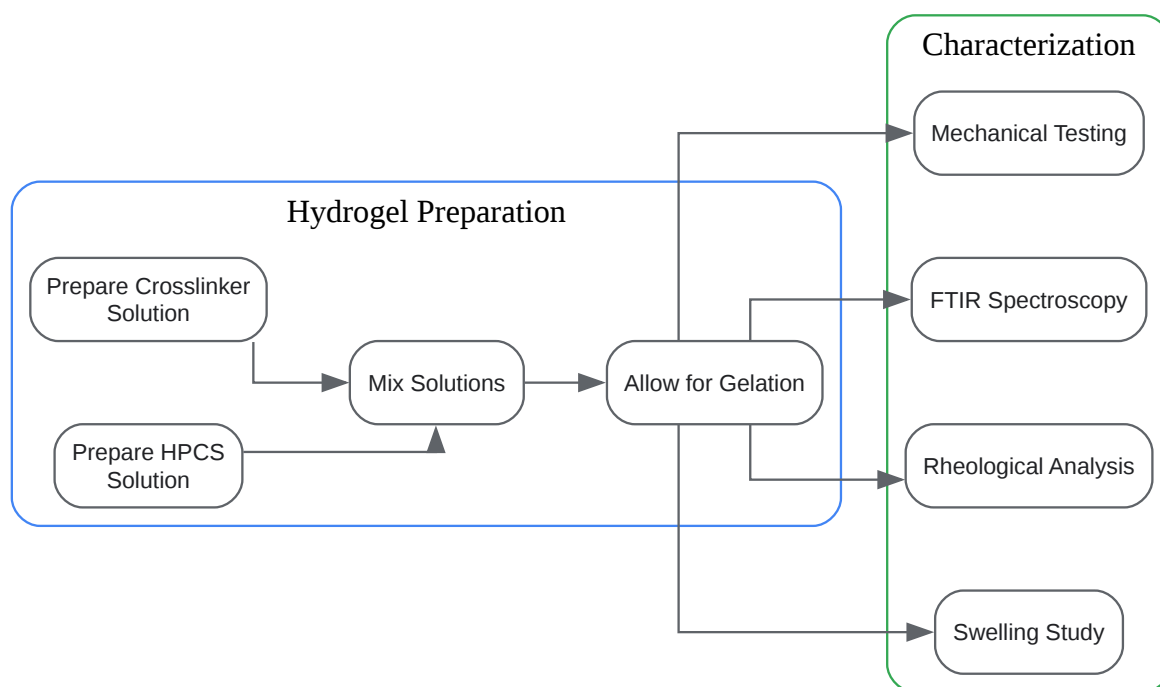 Hydrogel Preparation
Prepare Crosslinker
Solution
Prepare HPCS
Solution
Mix Solutions
Allow for Gelation
Characterization
Mechanical Testing
FTIR Spectroscopy
Rheological Analysis
Swelling Study